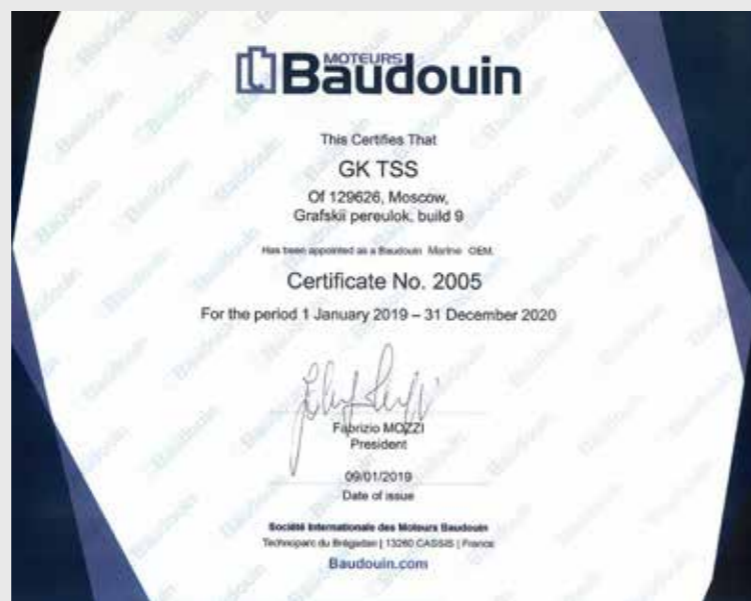 MOTEURS
Baudouin
This Certifies That
GK TSS
Of 129626, Moscow,
Grafskii pereulok, build 9
Has been appointed as a Baudouin Marine OEM.
Certificate No. 2005
For the period 1 January 2019 – 31 December 2020
Fabrizio MOZZI
President
09/01/2019
Date of issue
Société Internationale des Moteurs Baudouin
Technoparc du Brégadan | 13260 CASSIS | France
Baudouin.com